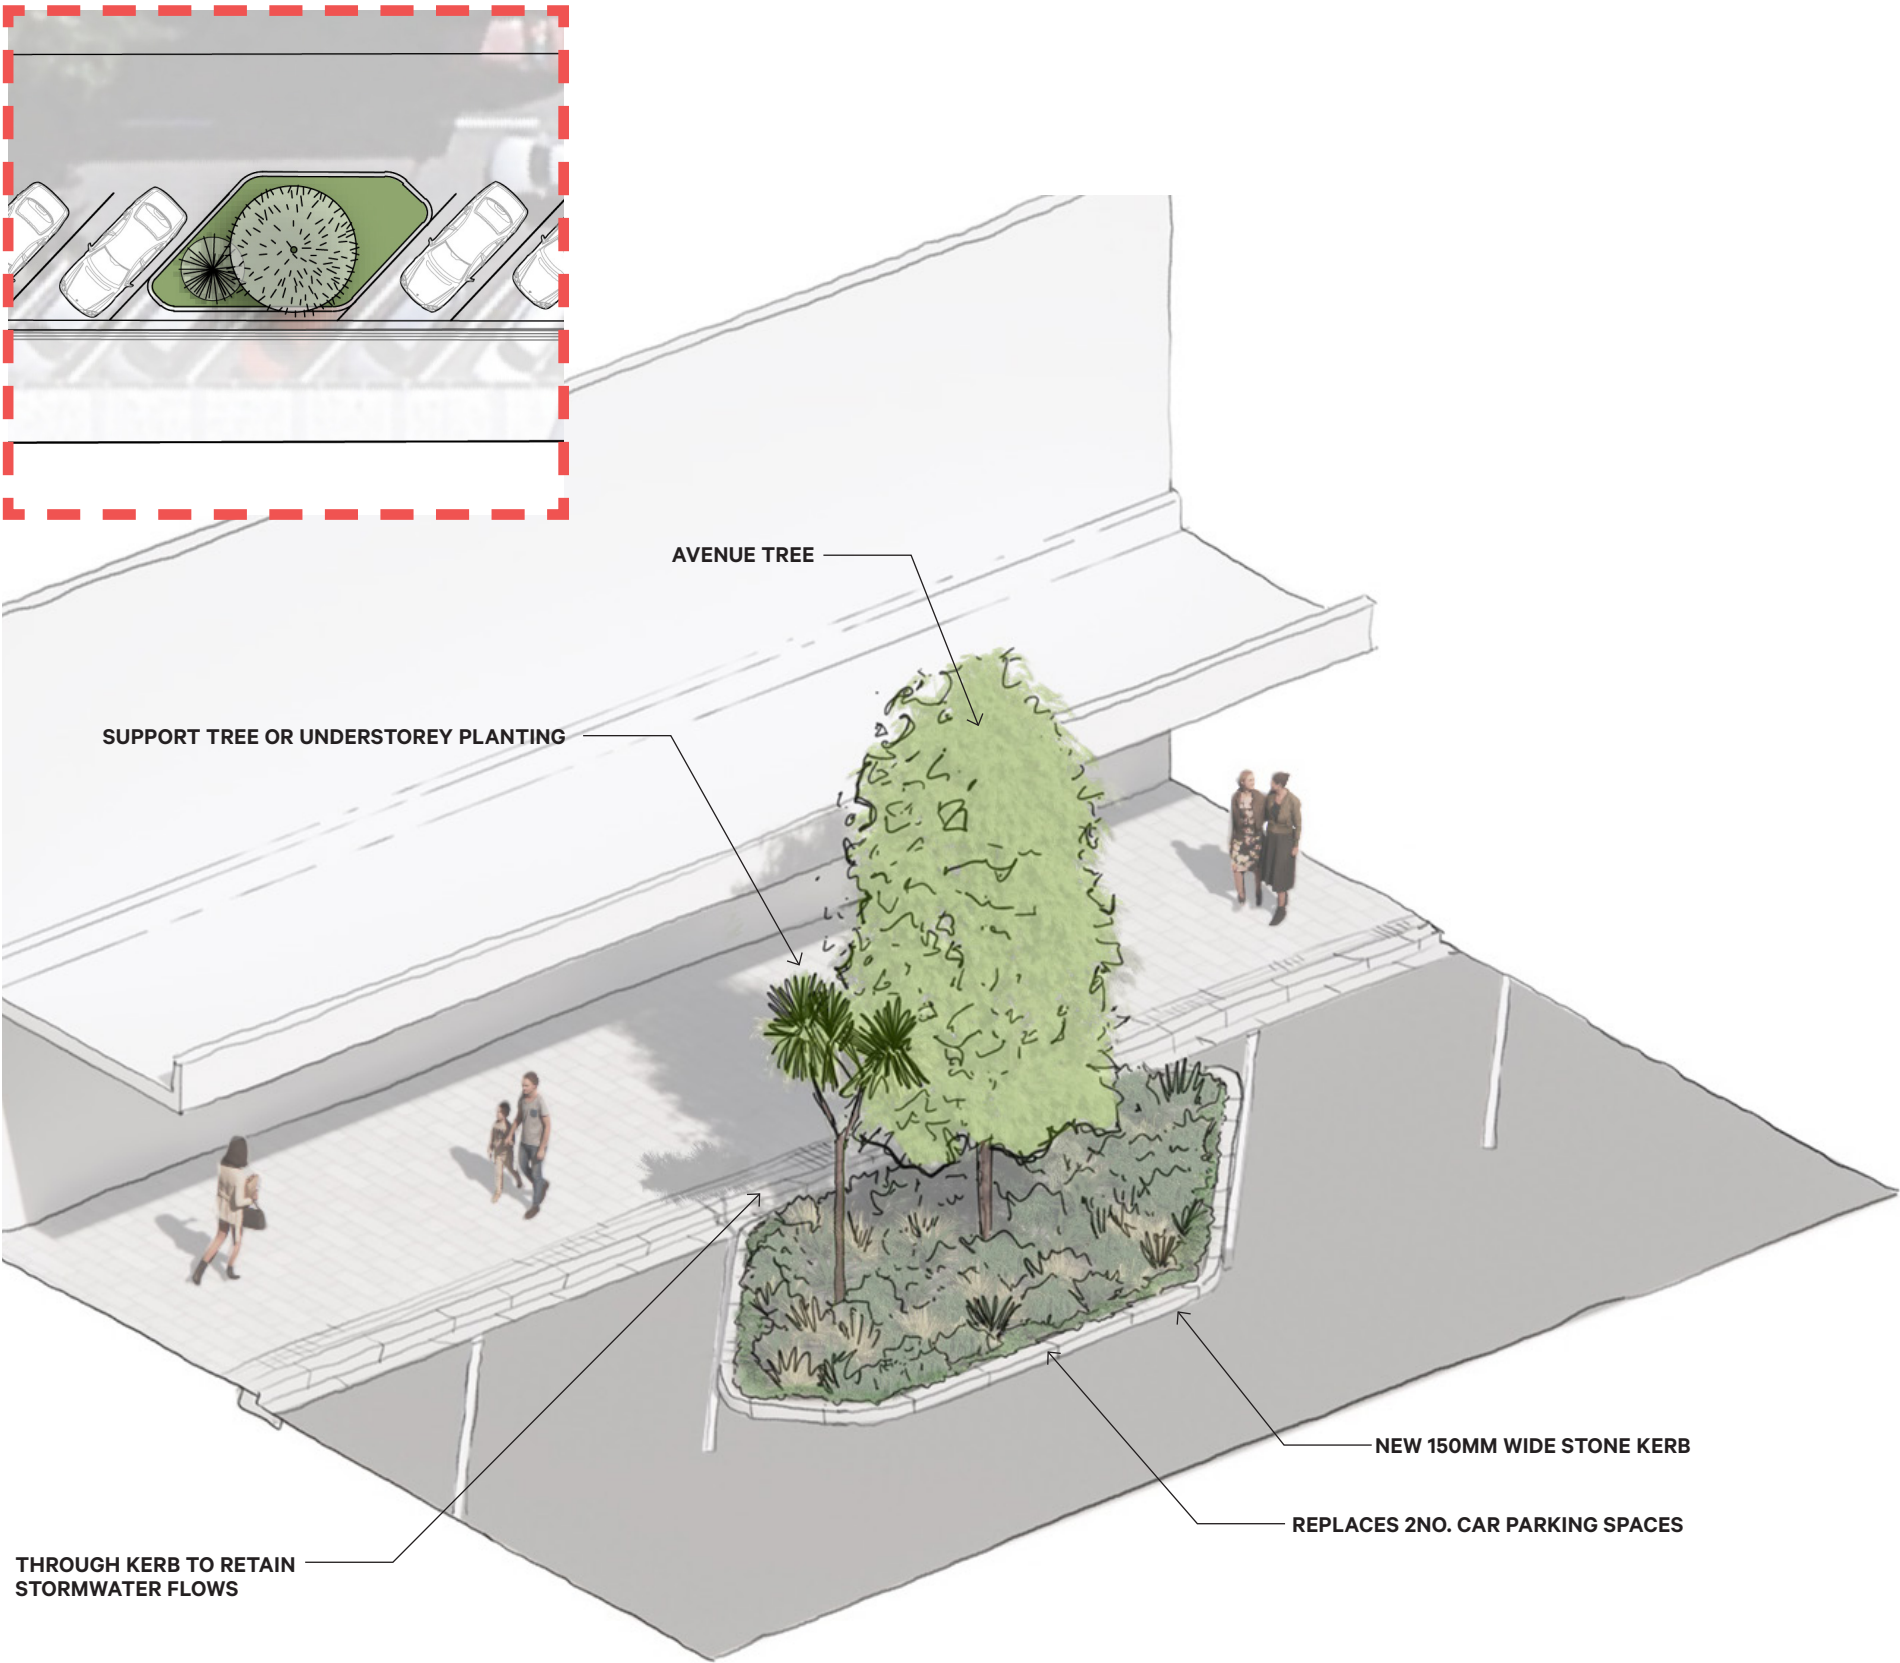 AVENUE TREE
SUPPORT TREE OR UNDERSTOREY PLANTING
NEW 150MM WIDE STONE KERB
REPLACES 2NO. CAR PARKING SPACES
THROUGH KERB TO RETAIN
STORMWATER FLOWS